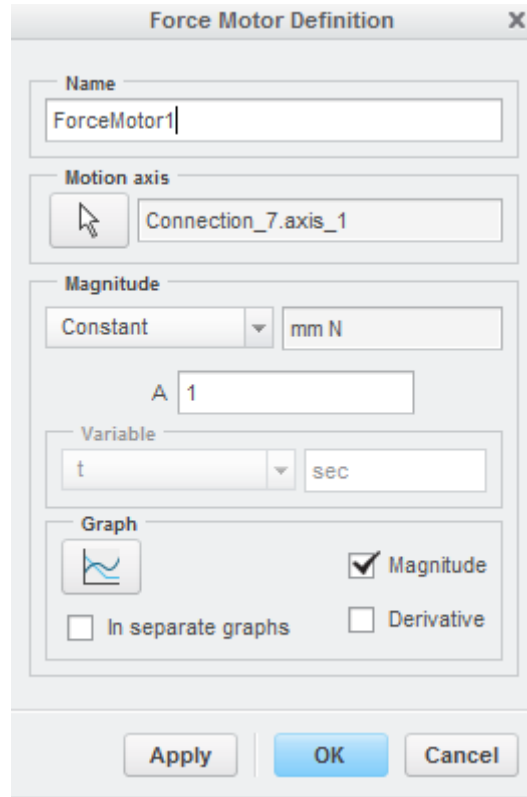 Force Motor Definition X
Name
ForceMotor1
Motion axis
Connection_7.axis_1
Magnitude
Constant mm N
A 1
Variable
t sec
Graph
Magnitude
In separate graphs Derivative
Apply OK Cancel